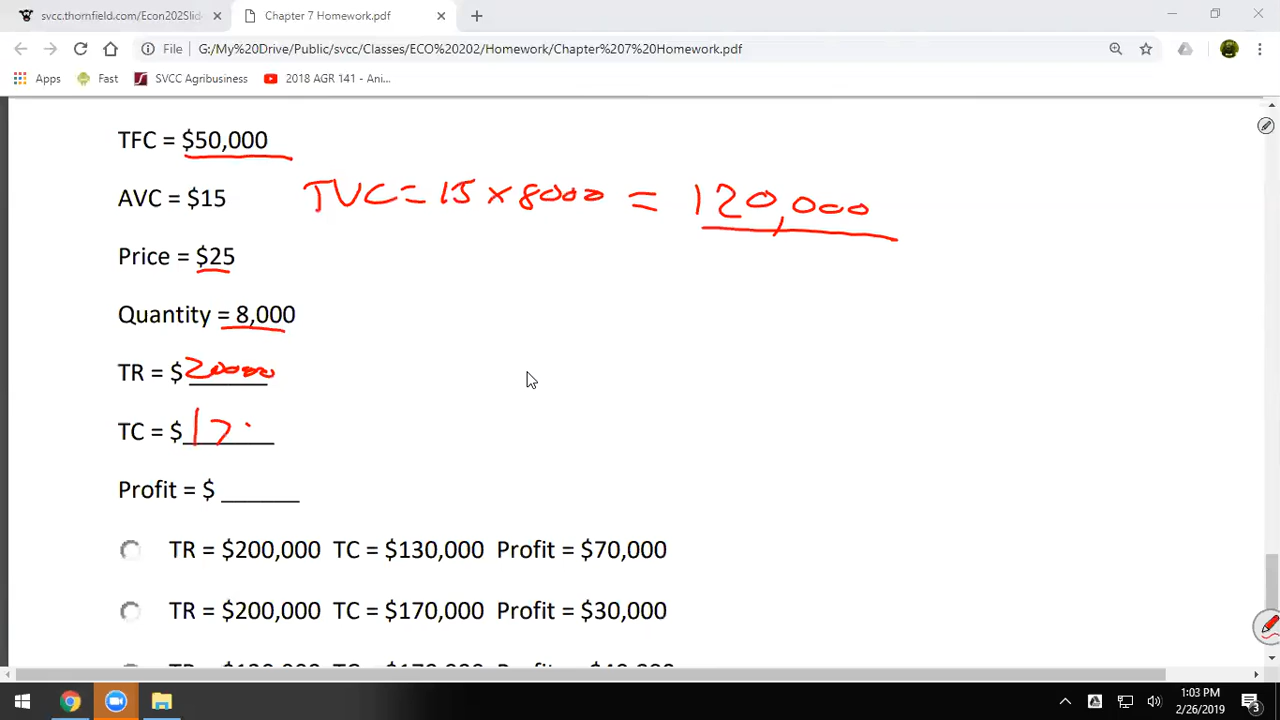 svcc.thornfield.com/Econ202Slid
Chapter 7 Homework.pdf
File G:/My%20Drive/Public/svcc/Classes/ECO%20202/Homework/Chapter%207%20Homework.pdf
Apps Fast SVCC Agribusiness 2018 AGR 141 - Ani...
TFC = $50,000
AVC = $15 TVC = 15 × 8000 = 120,000
Price = $25
Quantity = 8,000
TR = $200000
TC = $17
Profit = $ ______
TR = $200,000 TC = $130,000 Profit = $70,000
TR = $200,000 TC = $170,000 Profit = $30,000
1:03 PM
2/26/2019
3